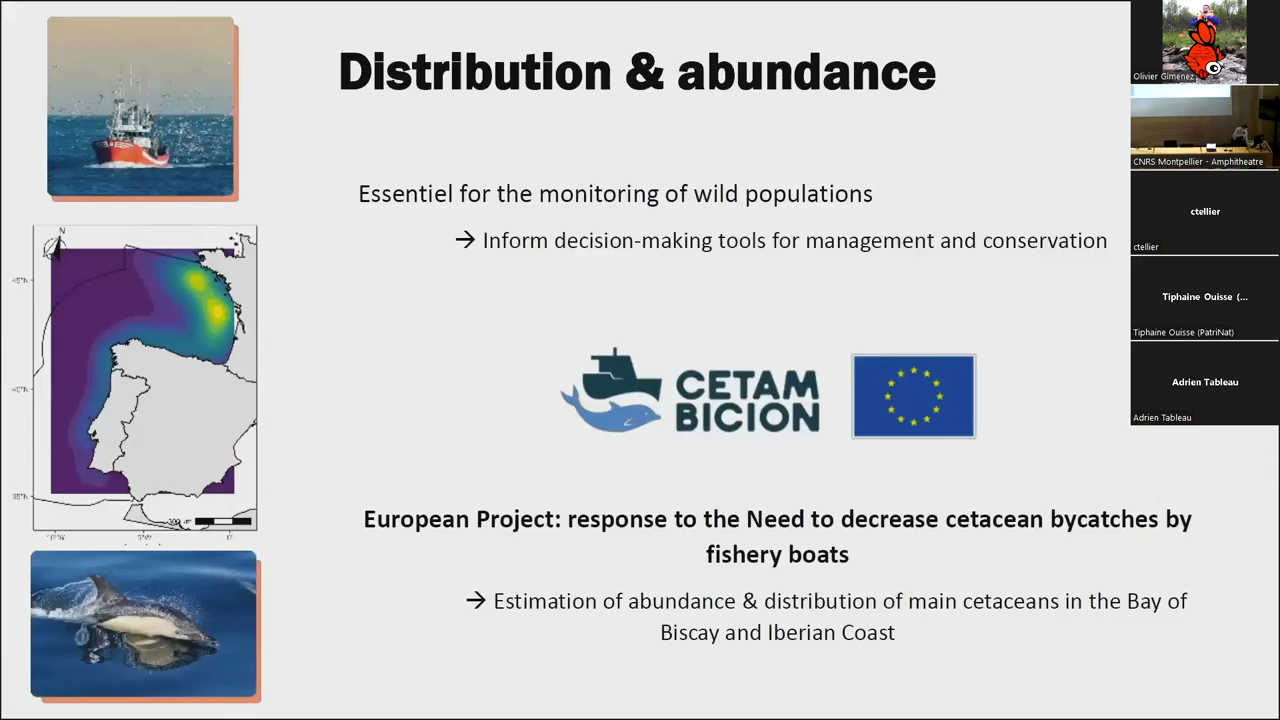 Distribution & abundance
Essentiel for the monitoring of wild populations
→ Inform decision-making tools for management and conservation
CETAM
BICION
European Project: response to the Need to decrease cetacean bycatches by
fishery boats
→ Estimation of abundance & distribution of main cetaceans in the Bay of
Biscay and Iberian Coast
N
45°N
40°N
35°N
Olivier Gimenez
CNRS Montpellier - Amphitheatre
ctellier
ctellier
Tiphaine Ouisse (...
Tiphaine Ouisse (PatriNat)
Adrien Tableau
Adrien Tableau